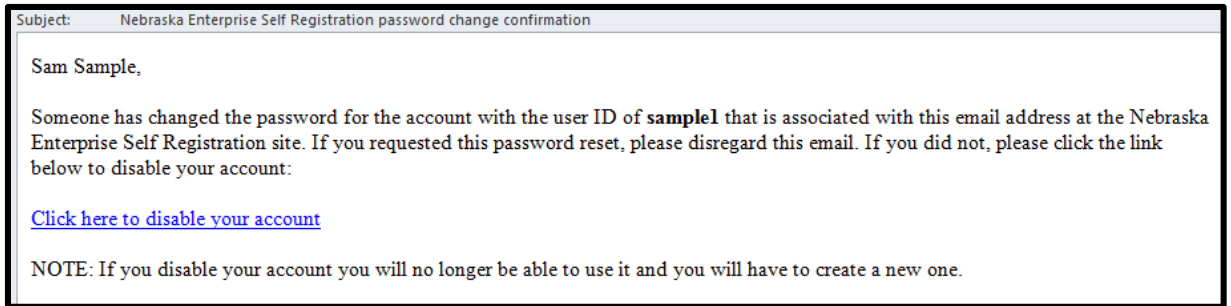 Subject: Nebraska Enterprise Self Registration password change confirmation
Sam Sample,
Someone has changed the password for the account with the user ID of sample1 that is associated with this email address at the Nebraska
Enterprise Self Registration site. If you requested this password reset, please disregard this email. If you did not, please click the link
below to disable your account:
Click here to disable your account
NOTE: If you disable your account you will no longer be able to use it and you will have to create a new one.